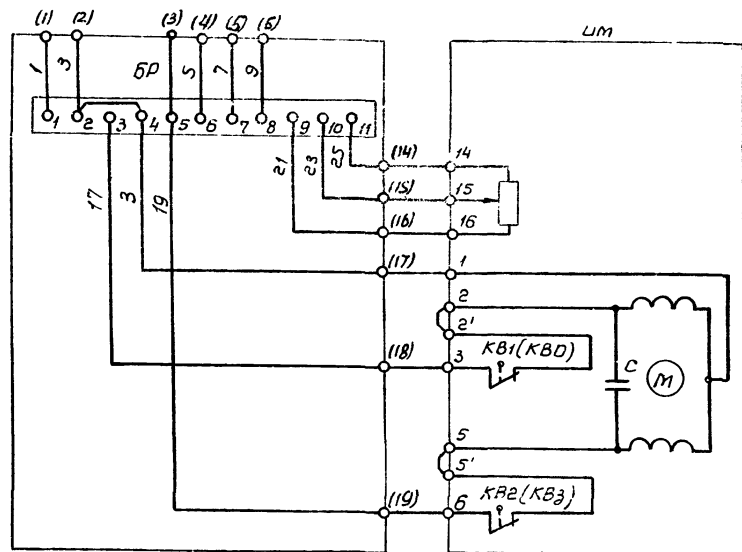 (1) (2) (3) (4) (5) (6)
ИМ
1 3 БР 5 7 9
1 2 3 4 5 6 7 8 9 10 11
17 3 19 21 23 25
(14) 14
(15) 15
(16) 16
(17) 1
2
2'
(18) 3 КВ1(КВО)
С М
5
5'
(19) 6 КВ2(КВЗ)